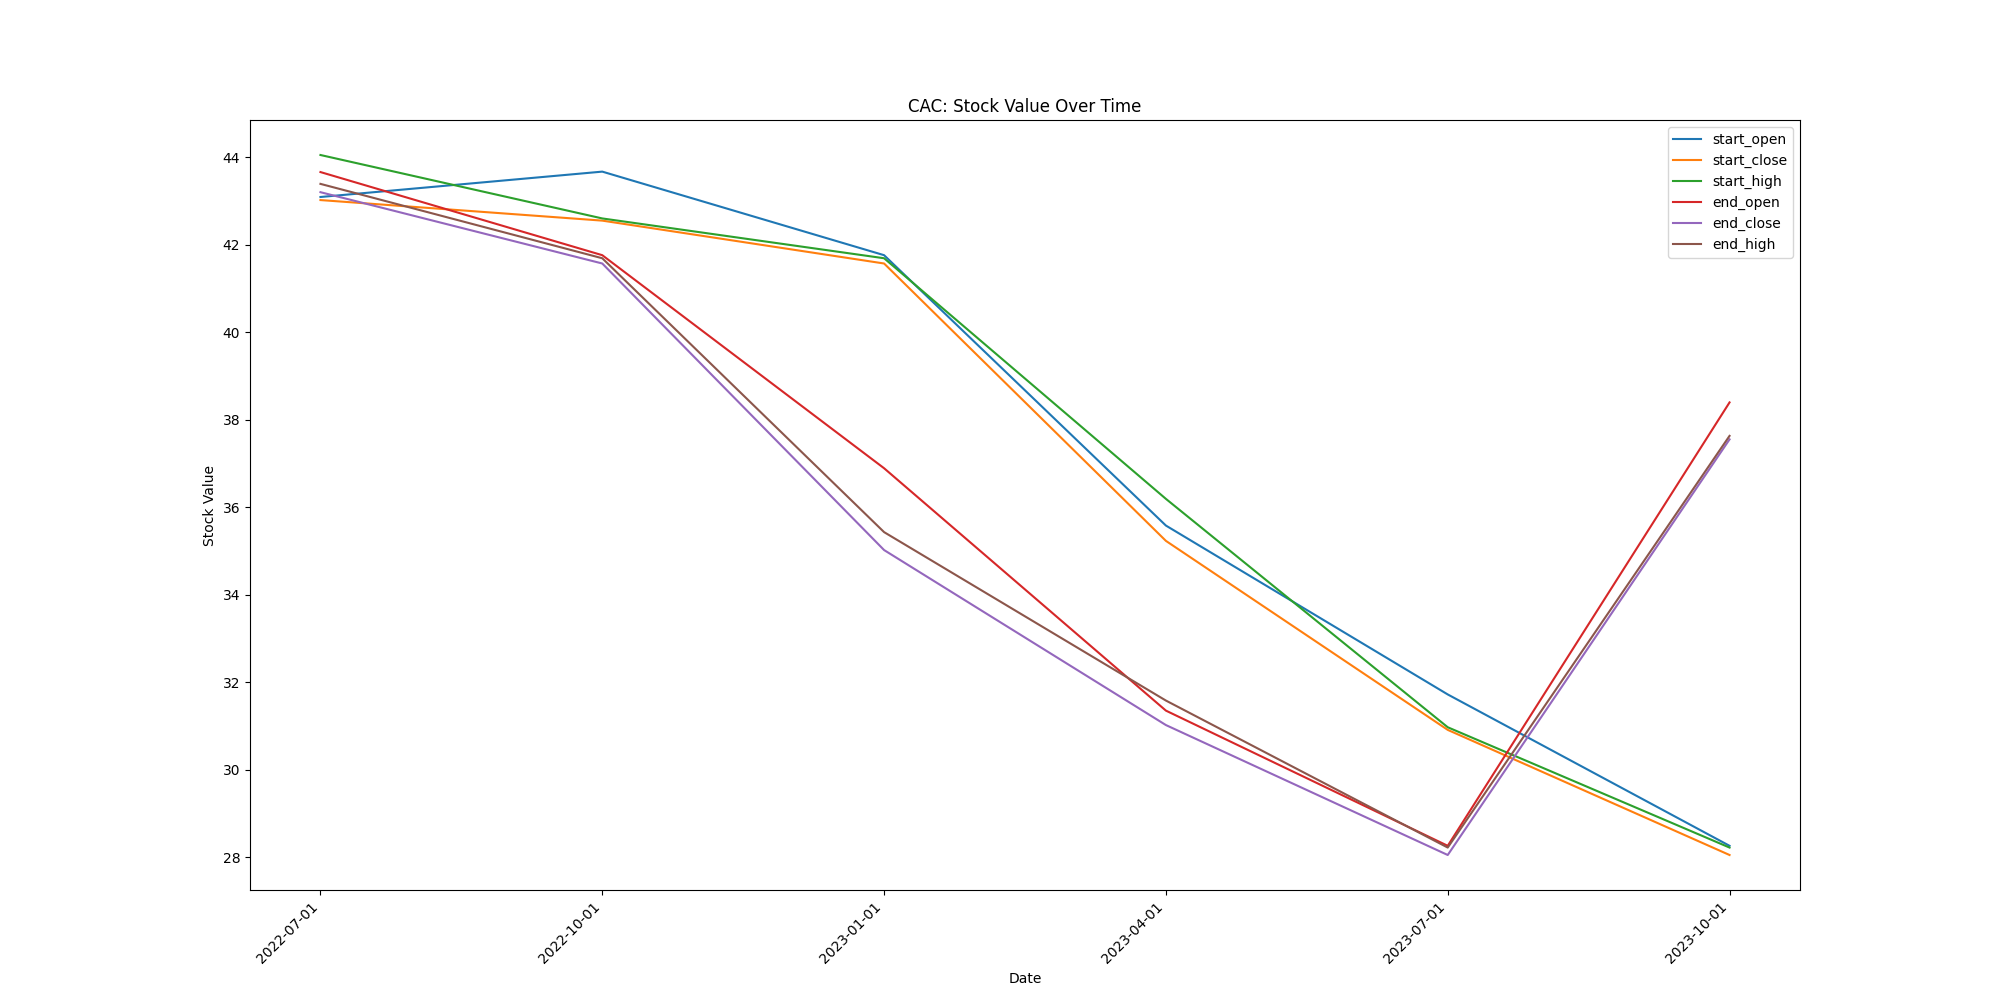 CAC: Stock Value Over Time
start_open
start_close
start_high
end_open
end_close
end_high
44
42
40
38
36
34
32
30
28
Stock Value
2022-07-01
2022-10-01
2023-01-01
2023-04-01
2023-07-01
2023-10-01
Date